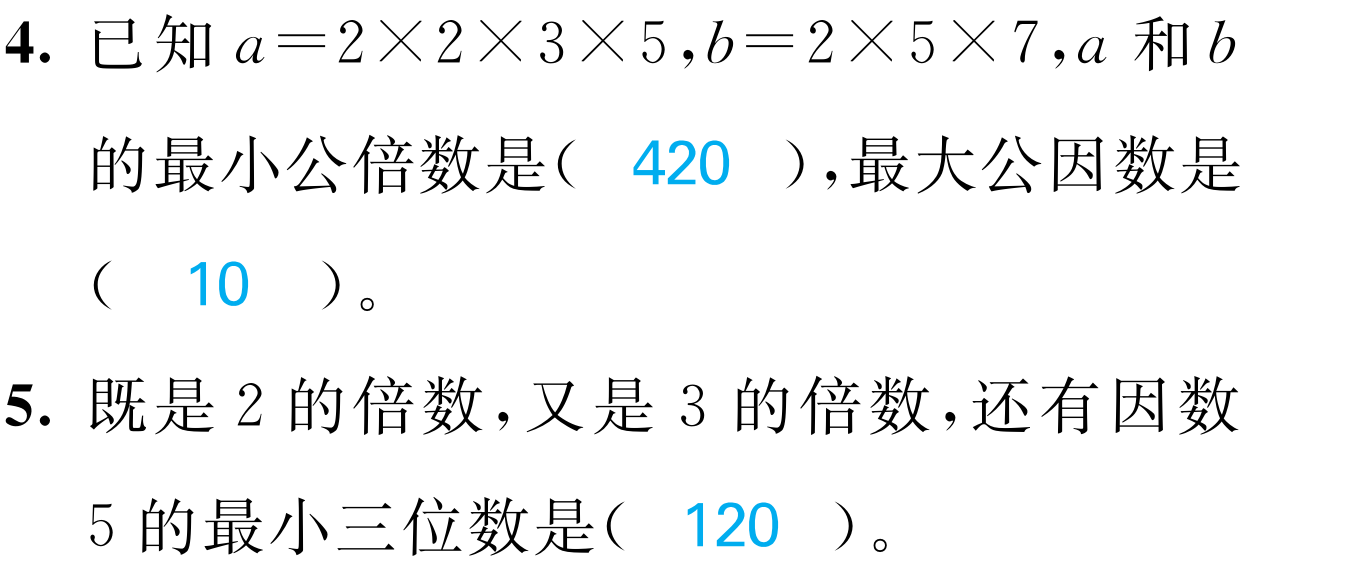 4. 已知 a=2×2×3×5,b=2×5×7,a 和 b
的最小公倍数是( 420 ),最大公因数是
( 10 )。
5. 既是 2 的倍数,又是 3 的倍数,还有因数
5 的最小三位数是( 120 )。